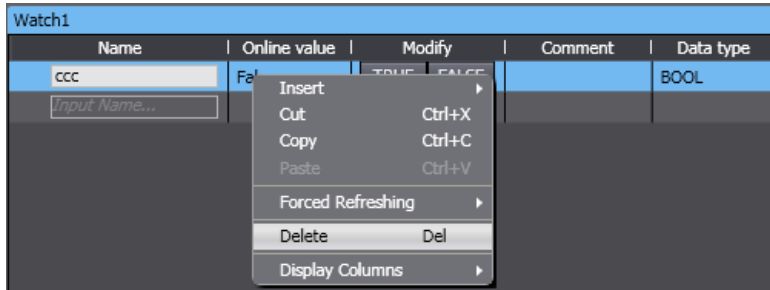 Watch1
Name Online value Modify Comment Data type
ccc BOOL
Input Name...
Insert
Cut Ctrl+X
Copy Ctrl+C
Paste Ctrl+V
Forced Refreshing
Delete Del
Display Columns